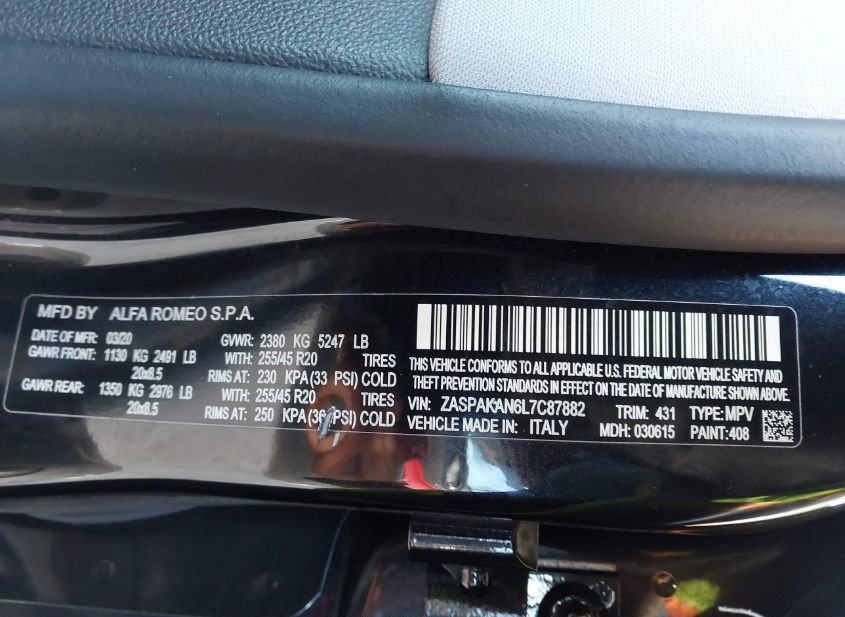 MFD BY ALFA ROMEO S.P.A.
DATE OF MFR: 03/20 GVWR: 2380 KG 5247 LB
GAWR FRONT: 1130 KG 2491 LB WITH: 255/45 R20 TIRES
20x8.5 RIMS AT: 230 KPA (33 PSI) COLD
GAWR REAR: 1350 KG 2976 LB WITH: 255/45 R20 TIRES
20x8.5 RIMS AT: 250 KPA (36 PSI) COLD
THIS VEHICLE CONFORMS TO ALL APPLICABLE U.S. FEDERAL MOTOR VEHICLE SAFETY AND
THEFT PREVENTION STANDARDS IN EFFECT ON THE DATE OF MANUFACTURE SHOWN ABOVE.
VIN: ZASPAKAN6L7C87882 TRIM: 431 TYPE: MPV
VEHICLE MADE IN: ITALY MDH: 030615 PAINT: 408